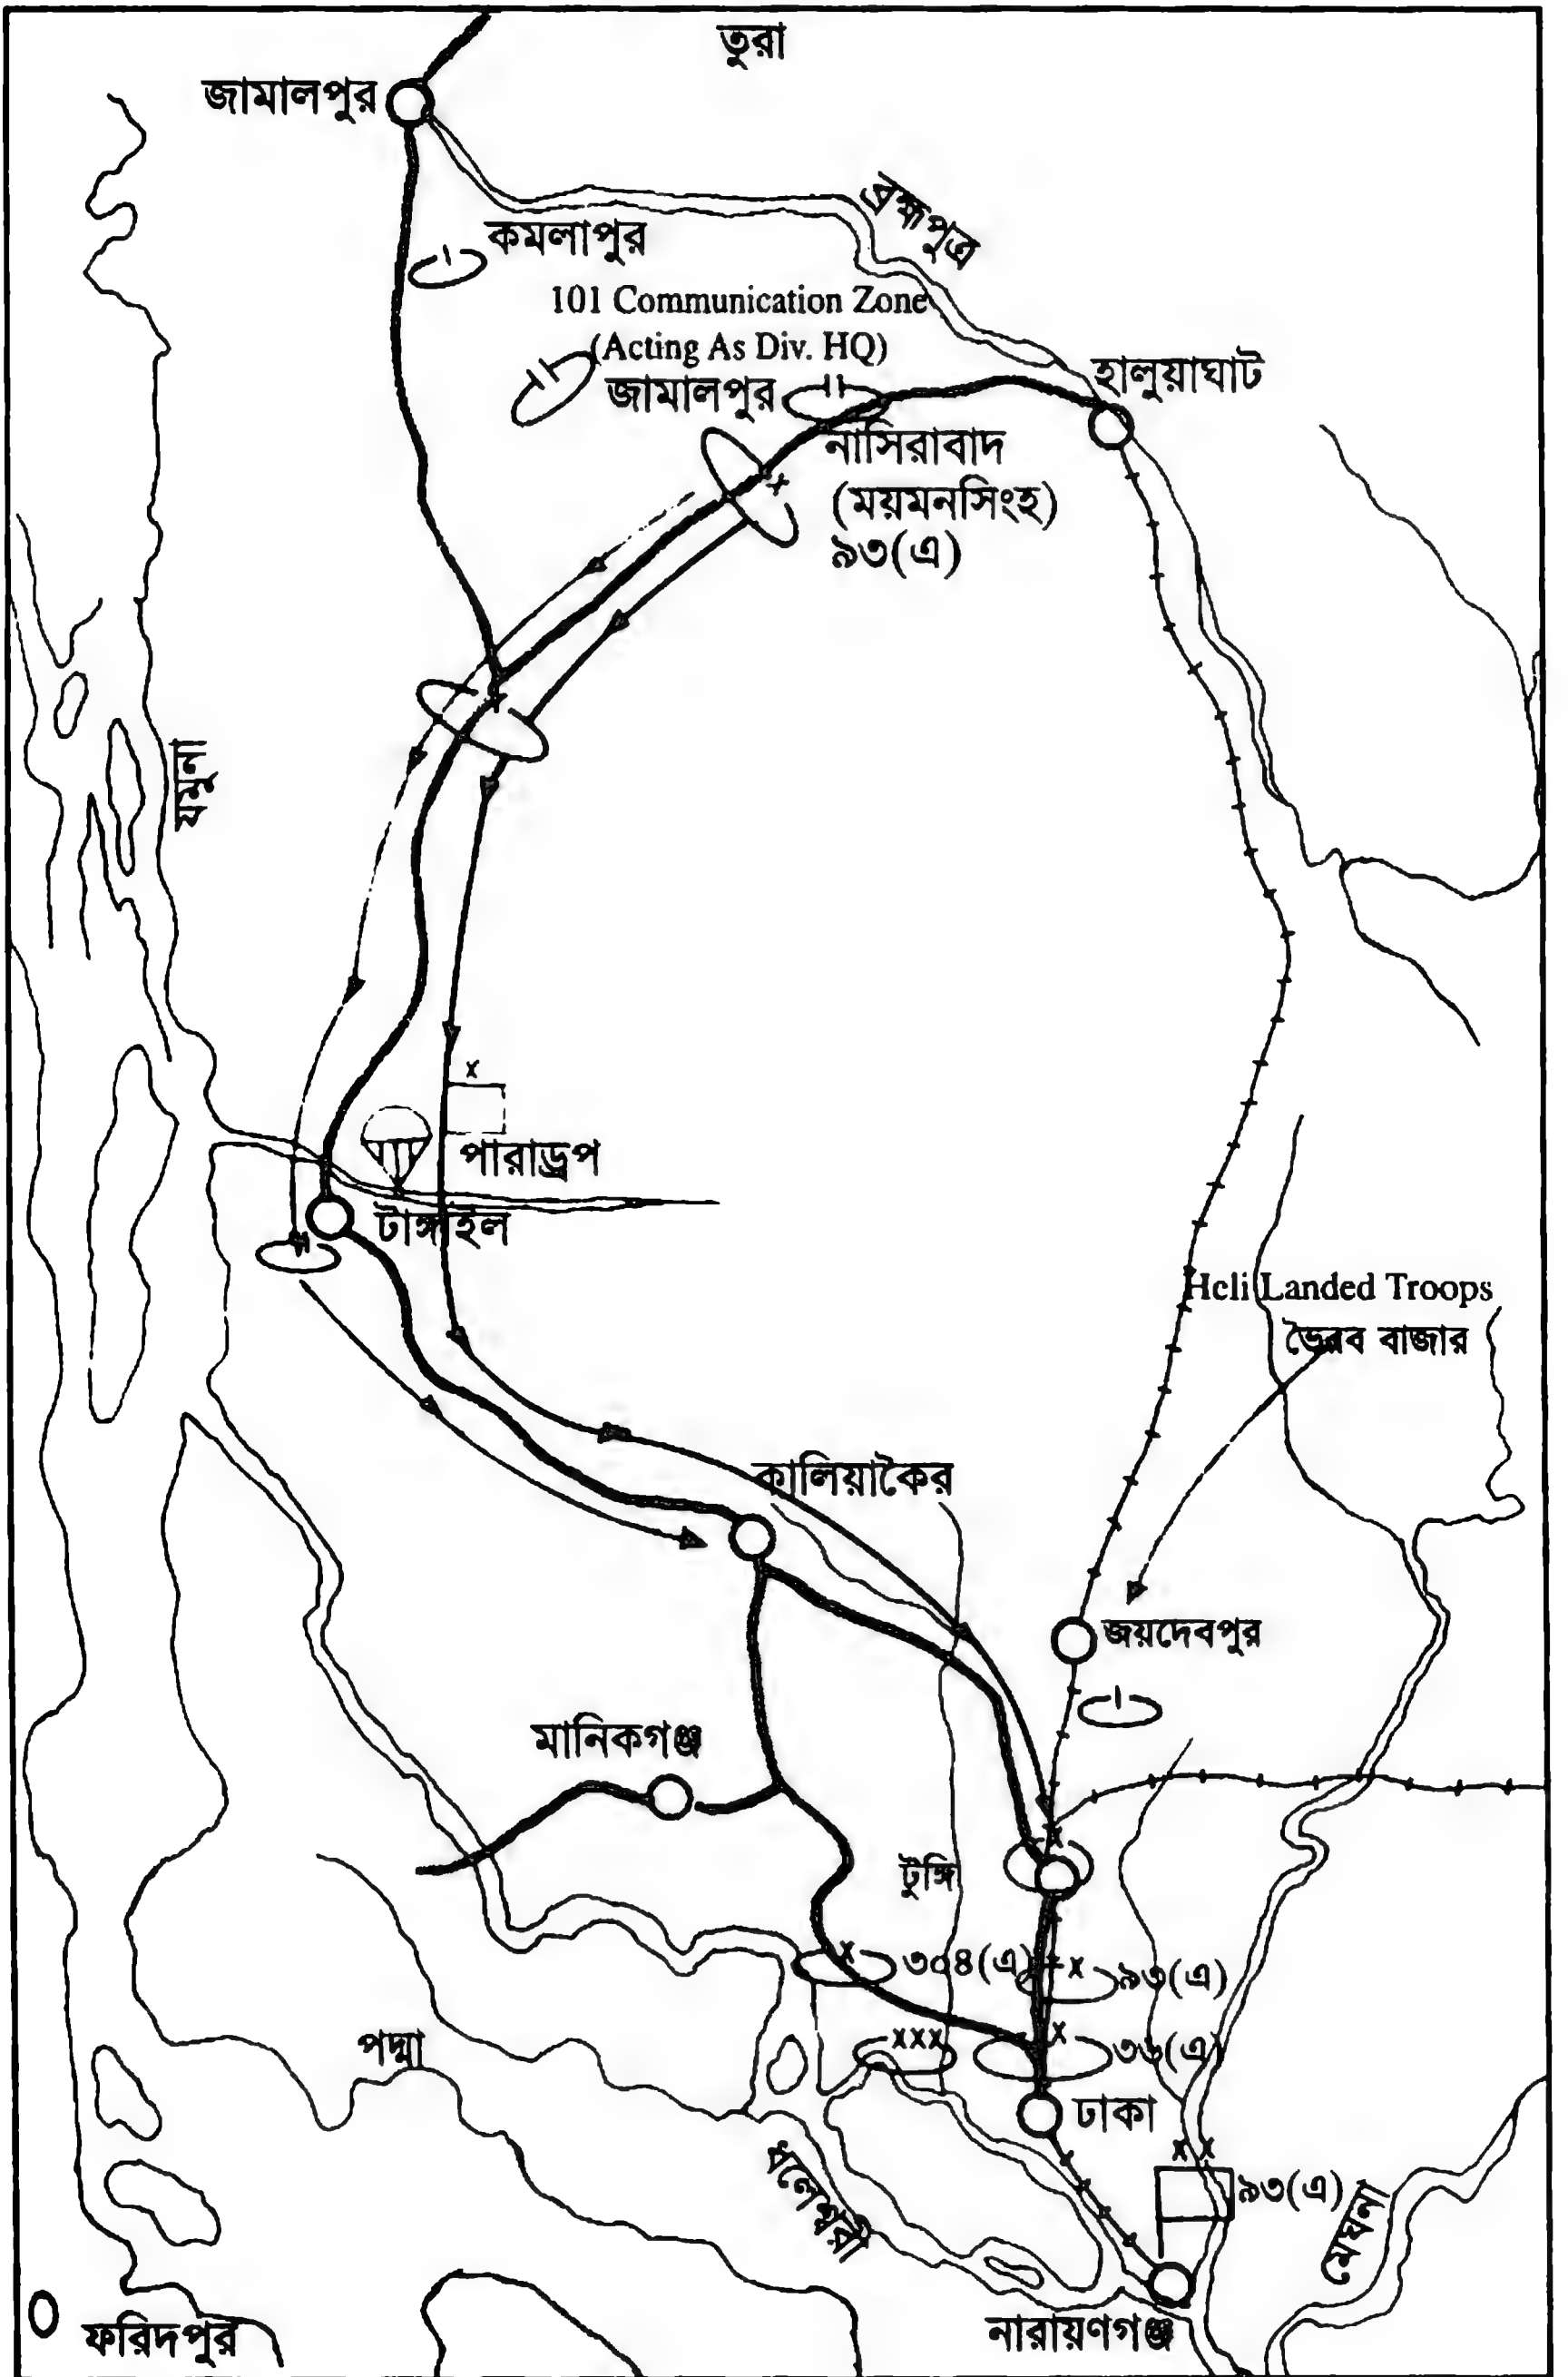 তুরা
জামালপুর
ব্রহ্মপুত্র
কমলাপুর
101 Communication Zone
(Acting As Div. HQ)
জামালপুর
হালুয়াঘাট
নাসিরাবাদ
(ময়মনসিংহ)
৯৩(এ)
যমুনা
x
পারাড্রপ
টাঙ্গাইল
Heli Landed Troops
ভৈরব বাজার
কালিয়াকৈর
জয়দেবপুর
মানিকগঞ্জ
টুঙ্গি
x
x ৩০৪(এ)
x ৯৩(এ)
xxx
x ৩৬(এ)
পদ্মা
ঢাকা
x x
৯৩(এ)
ধলেশ্বরী
মেঘনা
নারায়ণগঞ্জ
ফরিদপুর